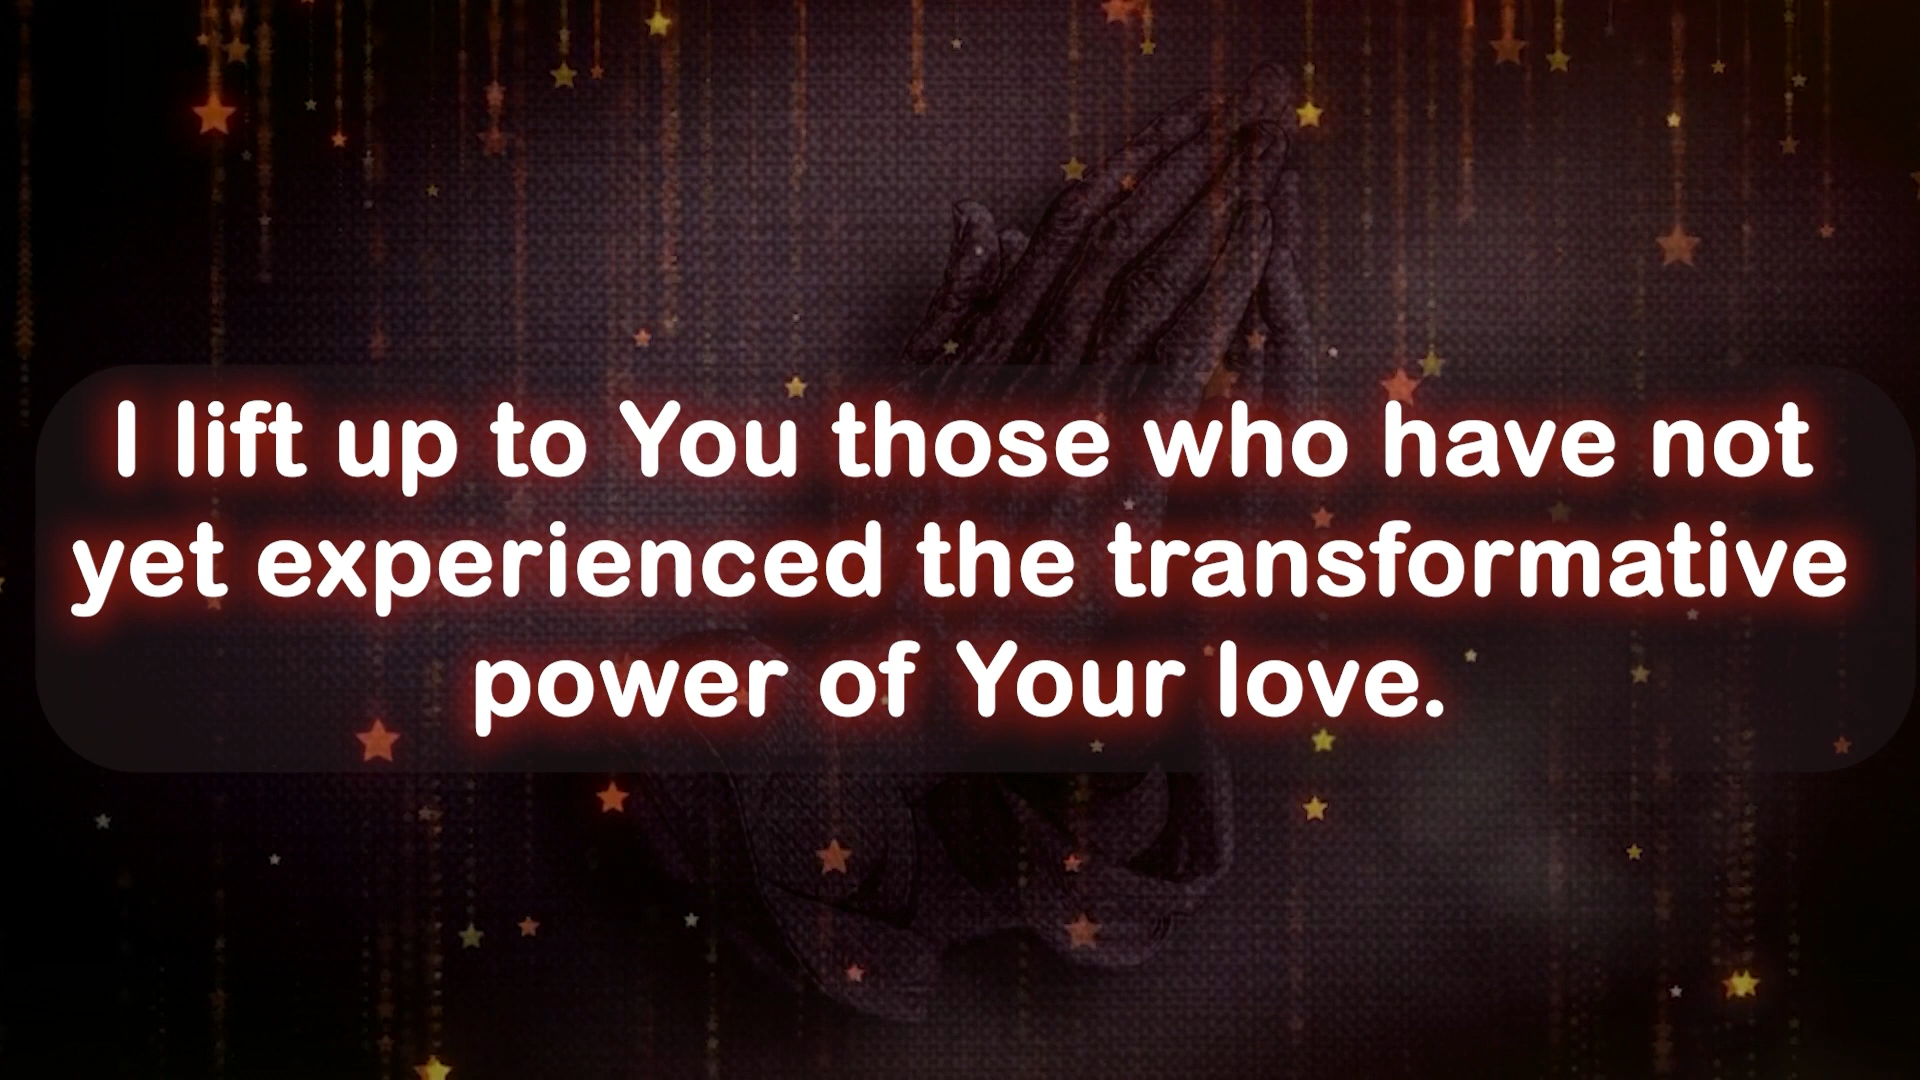 I lift up to You those who have not
yet experienced the transformative
power of Your love.